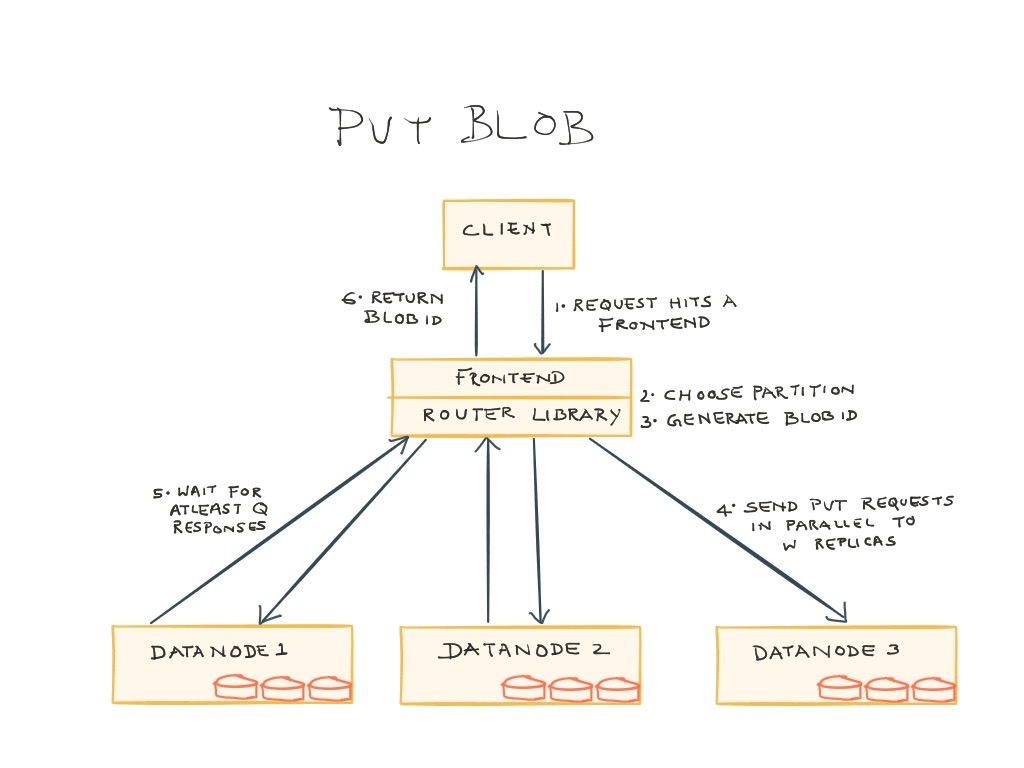 PUT BLOB
CLIENT
6. RETURN
BLOB ID
1. REQUEST HITS A
FRONTEND
FRONTEND
ROUTER LIBRARY
2. CHOOSE PARTITION
3. GENERATE BLOB ID
5. WAIT FOR
ATLEAST Q
RESPONSES
4. SEND PUT REQUESTS
IN PARALLEL TO
W REPLICAS
DATANODE 1
DATANODE 2
DATANODE 3